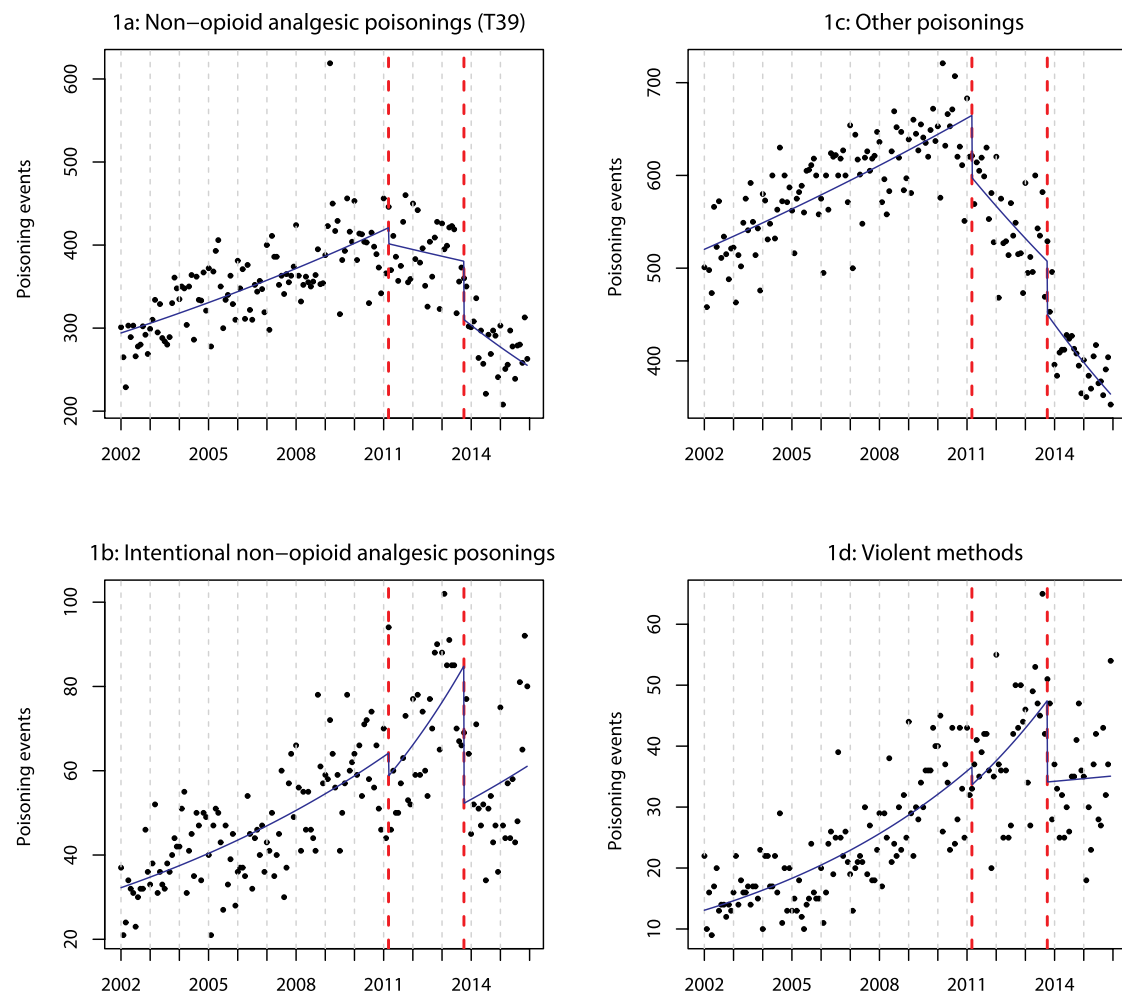 1a: Non−opioid analgesic poisonings (T39)
Poisoning events
600
500
400
300
200
2002 2005 2008 2011 2014
1c: Other poisonings
Poisoning events
700
600
500
400
2002 2005 2008 2011 2014
1b: Intentional non−opioid analgesic posonings
Poisoning events
100
80
60
40
20
2002 2005 2008 2011 2014
1d: Violent methods
Poisoning events
60
50
40
30
20
10
2002 2005 2008 2011 2014